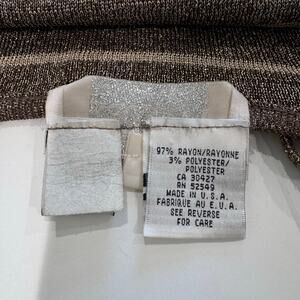 97% RAYON/RAYONNE
3% POLYESTER/
POLYESTER
CA 30427
RN 52549
MADE IN U.S.A.
FABRIQUE AU E.U.A.
SEE REVERSE
FOR CARE